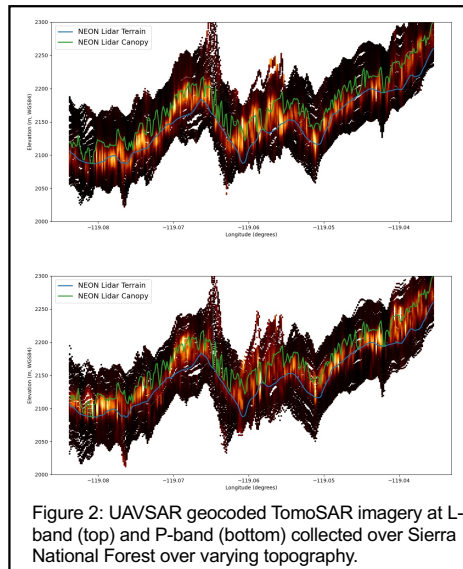 2300
2250
2200
2150
2100
2050
2000
Elevation (m, WGS84)
NEON Lidar Terrain
NEON Lidar Canopy
−119.08 −119.07 −119.06 −119.05 −119.04
Longitude (degrees)
2300
2250
2200
2150
2100
2050
2000
Elevation (m, WGS84)
NEON Lidar Terrain
NEON Lidar Canopy
−119.08 −119.07 −119.06 −119.05 −119.04
Longitude (degrees)
Figure 2: UAVSAR geocoded TomoSAR imagery at L-
band (top) and P-band (bottom) collected over Sierra
National Forest over varying topography.